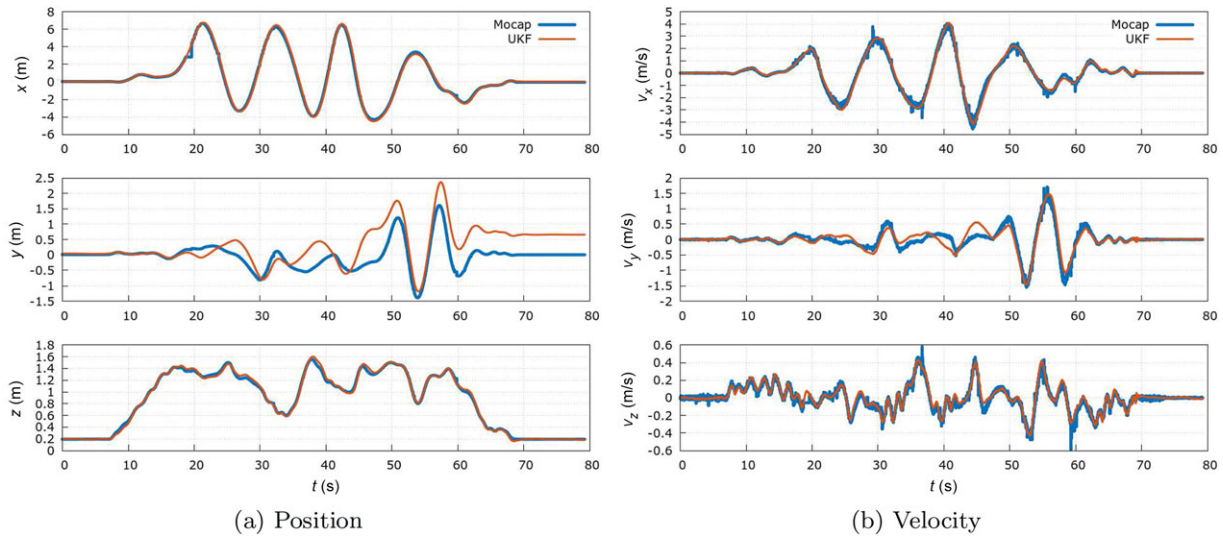 8
6
4
2
0
-2
-4
-6
x (m)
Mocap
UKF
0 10 20 30 40 50 60 70 80
2.5
2
1.5
1
0.5
0
-0.5
-1
-1.5
y (m)
0 10 20 30 40 50 60 70 80
1.8
1.6
1.4
1.2
1
0.8
0.6
0.4
0.2
0
z (m)
0 10 20 30 40 50 60 70 80
t (s)
(a) Position
5
4
3
2
1
0
-1
-2
-3
-4
-5
vx (m/s)
Mocap
UKF
0 10 20 30 40 50 60 70 80
2
1.5
1
0.5
0
-0.5
-1
-1.5
-2
vy (m/s)
0 10 20 30 40 50 60 70 80
0.6
0.4
0.2
0
-0.2
-0.4
-0.6
vz (m/s)
0 10 20 30 40 50 60 70 80
t (s)
(b) Velocity